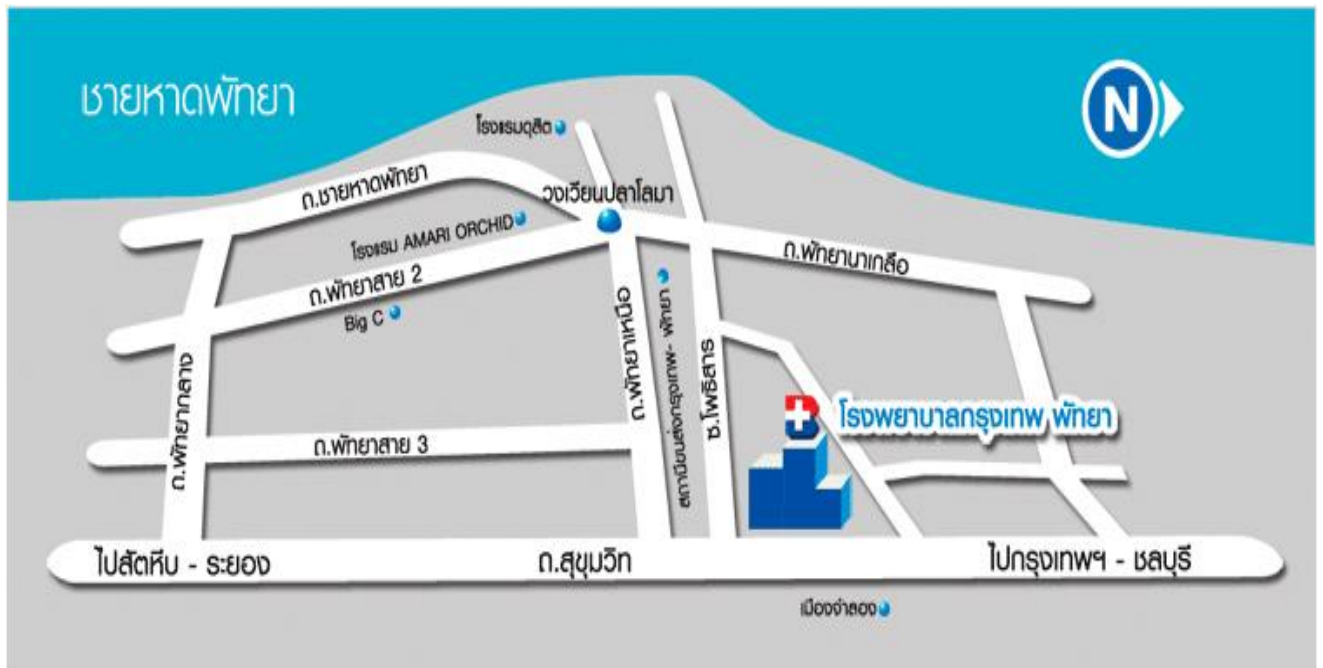 ชายหาดพัทยา
N
โรงแรมดุสิต
ถ.ชายหาดพัทยา
วงเวียนปลาโลมา
โรงแรม AMARI ORCHID
ถ.พัทยานาเกลือ
ถ.พัทยาสาย 2
Big C
ถ.พัทยากลาง
ถ.พัทยาเหนือ
สถานีขนส่งกรุงเทพ- พัทยา
ซ.โพธิสาร
โรงพยาบาลกรุงเทพ พัทยา
ถ.พัทยาสาย 3
ไปสัตหีบ - ระยอง
ถ.สุขุมวิท
ไปกรุงเทพฯ - ชลบุรี
เมืองจำลอง